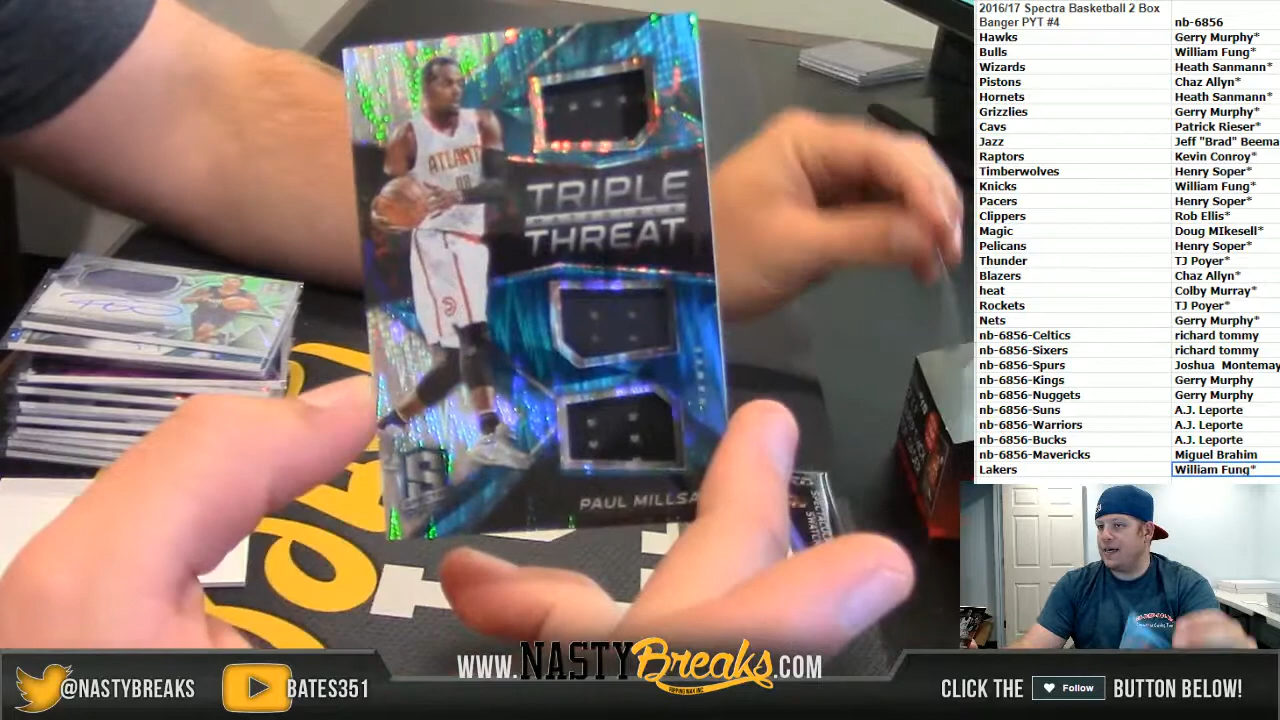 2016/17 Spectra Basketball 2 Box
Banger PYT #4 nb-6856
Hawks Gerry Murphy*
Bulls William Fung*
Wizards Heath Sanmann*
Pistons Chaz Allyn*
Hornets Heath Sanmann*
Grizzlies Gerry Murphy*
Cavs Patrick Rieser*
Jazz Jeff "Brad" Beema
Raptors Kevin Conroy*
Timberwolves Henry Soper*
Knicks William Fung*
Pacers Henry Soper*
Clippers Rob Ellis*
Magic Doug MIkesell*
Pelicans Henry Soper*
Thunder TJ Poyer*
Blazers Chaz Allyn*
heat Colby Murray*
Rockets TJ Poyer*
Nets Gerry Murphy*
nb-6856-Celtics richard tommy
nb-6856-Sixers richard tommy
nb-6856-Spurs Joshua Montemay
nb-6856-Kings Gerry Murphy
nb-6856-Nuggets Gerry Murphy
nb-6856-Suns A.J. Leporte
nb-6856-Warriors A.J. Leporte
nb-6856-Bucks A.J. Leporte
nb-6856-Mavericks Miguel Brahim
Lakers William Fung*
ATLANTA
TRIPLE
THREAT
PAUL MILLSA
@NASTYBREAKS
BATES351
WWW.NASTYBreaks.COM
CLICK THE Follow BUTTON BELOW!